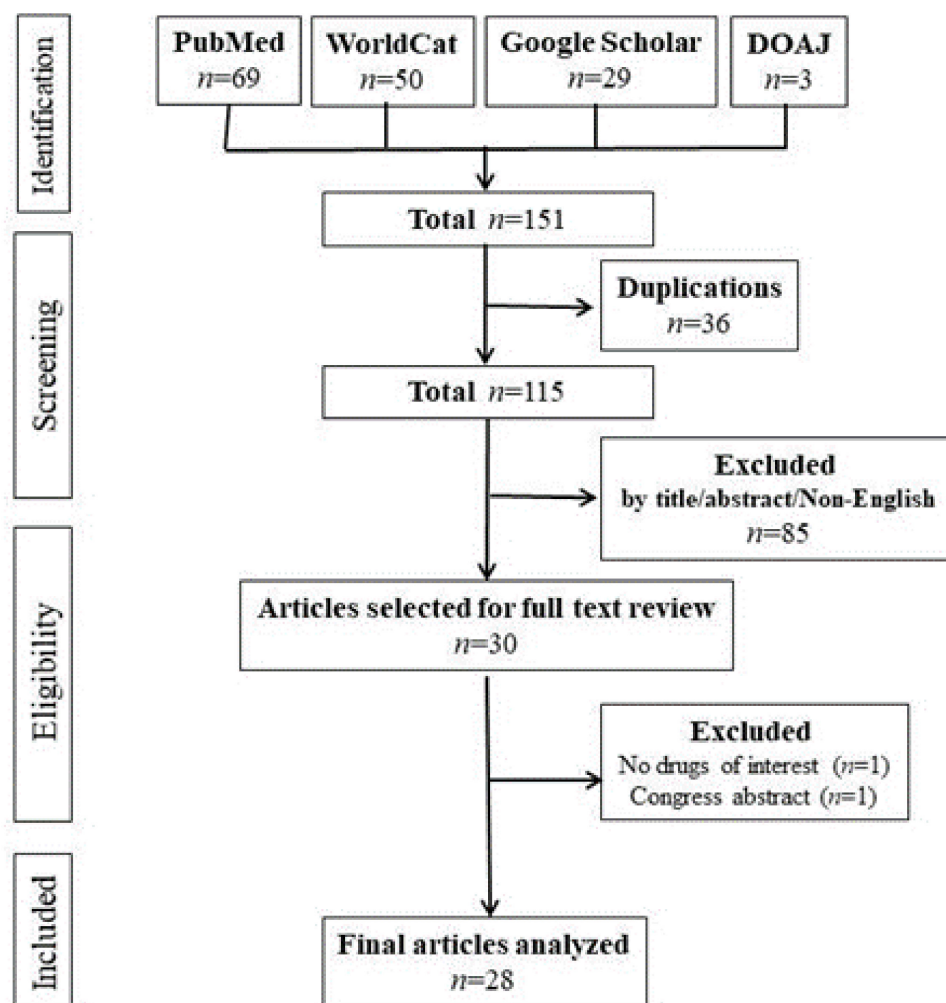 Identification
PubMed
n=69
WorldCat
n=50
Google Scholar
n=29
DOAJ
n=3
Total n=151
Screening
Duplications
n=36
Total n=115
Excluded
by title/abstract/Non-English
n=85
Eligibility
Articles selected for full text review
n=30
Excluded
No drugs of interest (n=1)
Congress abstract (n=1)
Included
Final articles analyzed
n=28